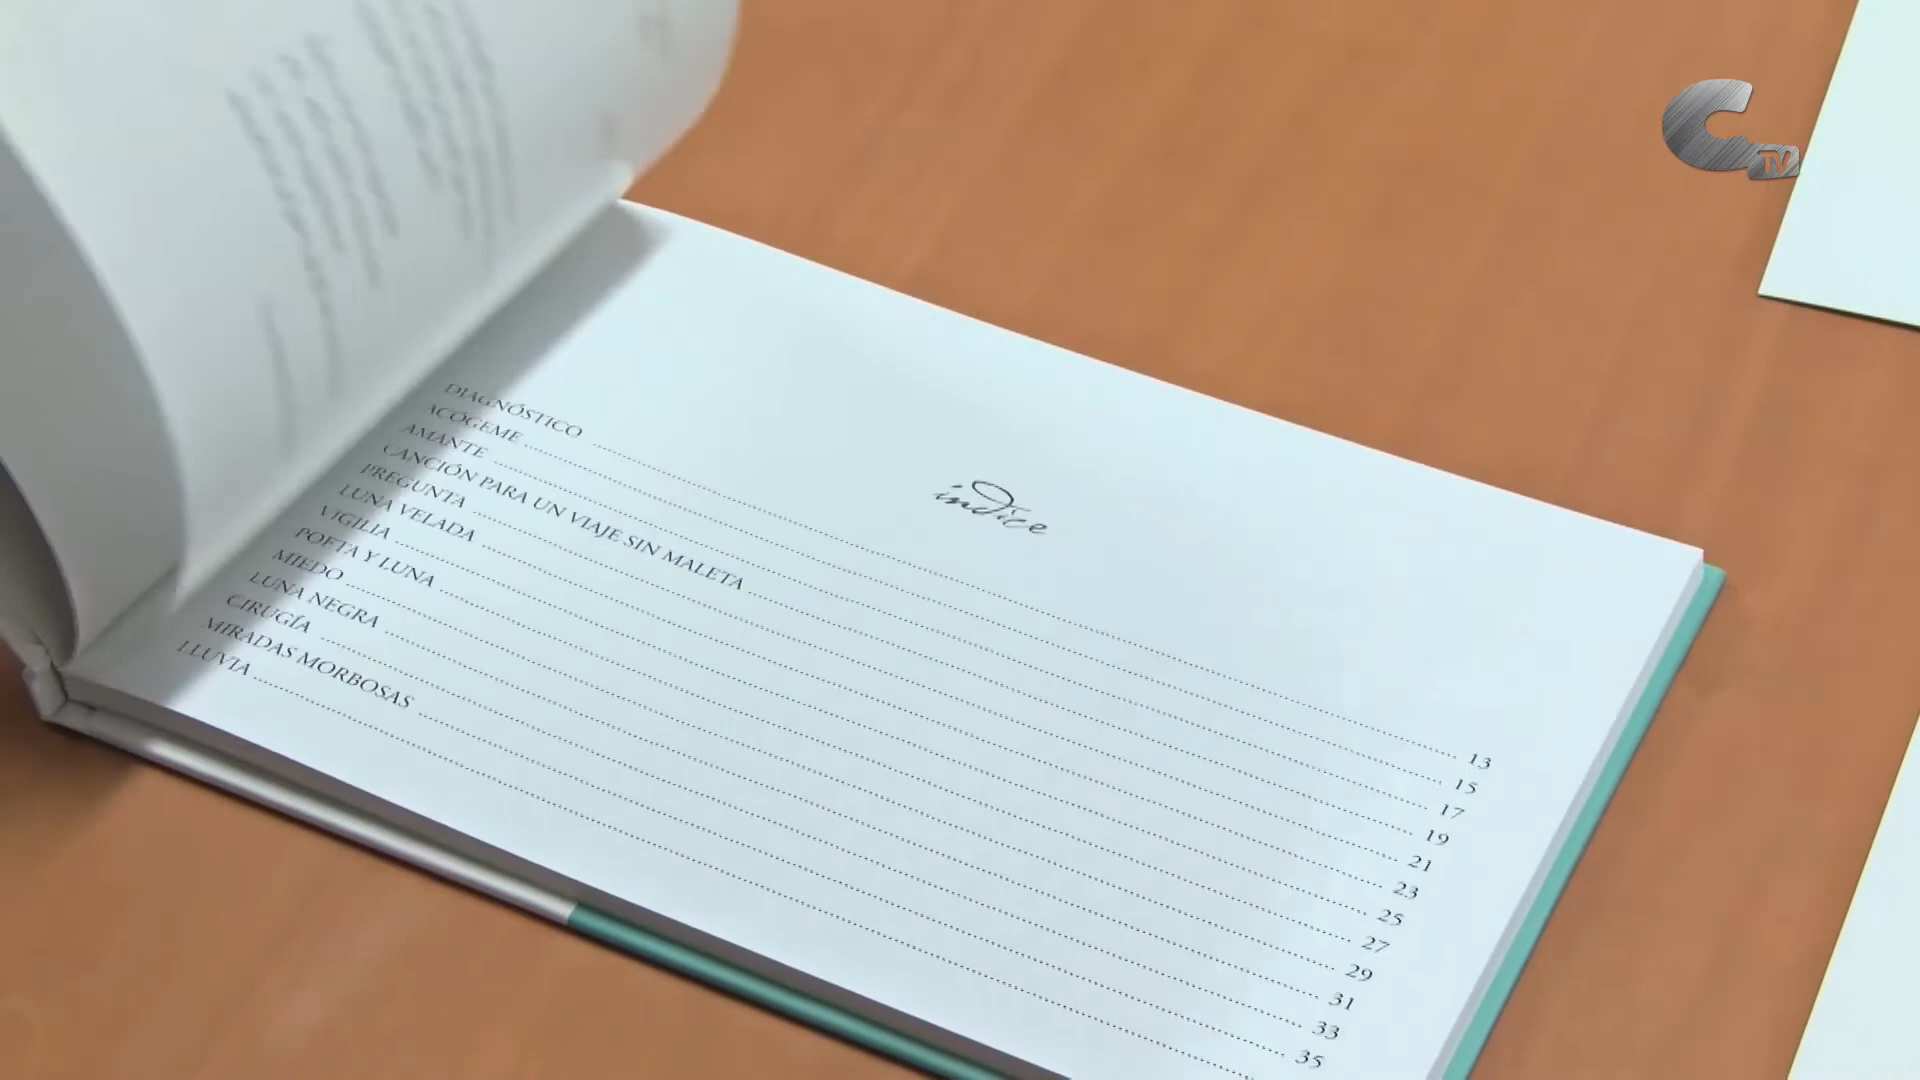 índice
DIAGNÓSTICO 13
ACÓGEME 15
AMANTE 17
CANCIÓN PARA UN VIAJE SIN MALETA 19
PREGUNTA 21
LUNA VELADA 23
VIGILIA 25
POETA Y LUNA 27
MIEDO 29
LUNA NEGRA 31
CIRUGÍA 33
MIRADAS MORBOSAS 35
LLUVIA
CTV